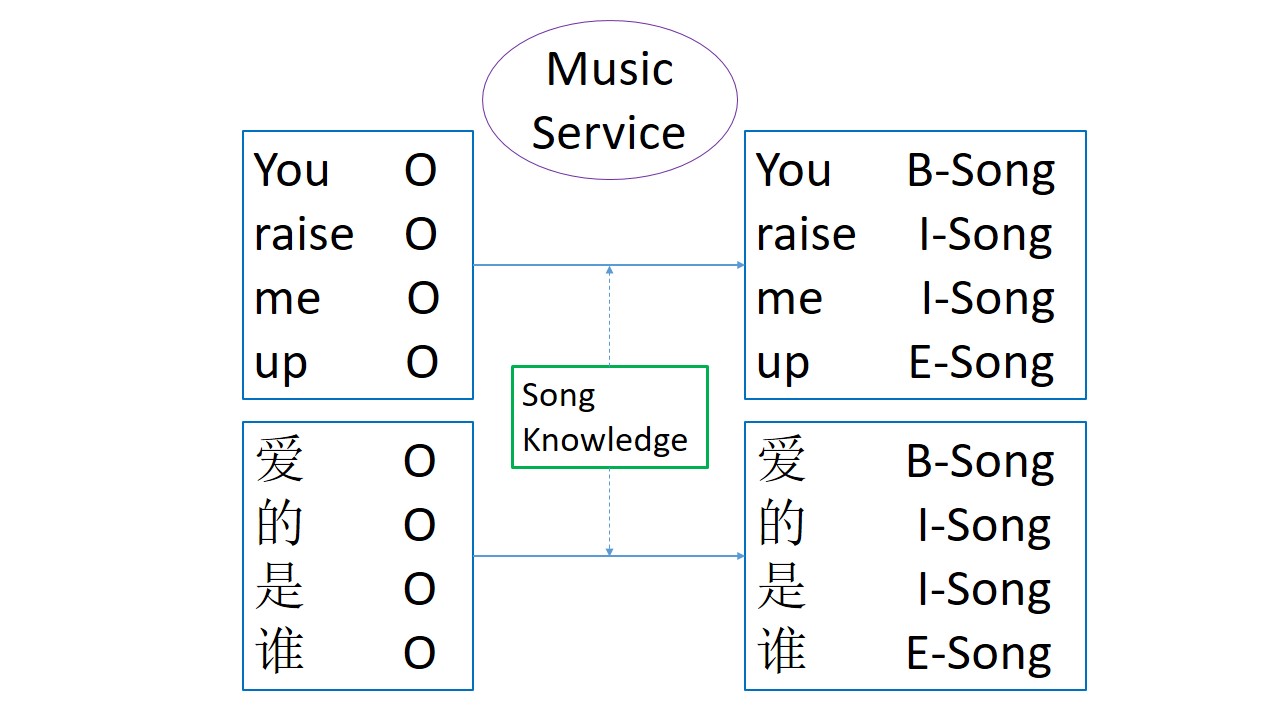 Music
Service
You O
raise O
me O
up O
You B-Song
raise I-Song
me I-Song
up E-Song
Song
Knowledge
爱 O
的 O
是 O
谁 O
爱 B-Song
的 I-Song
是 I-Song
谁 E-Song